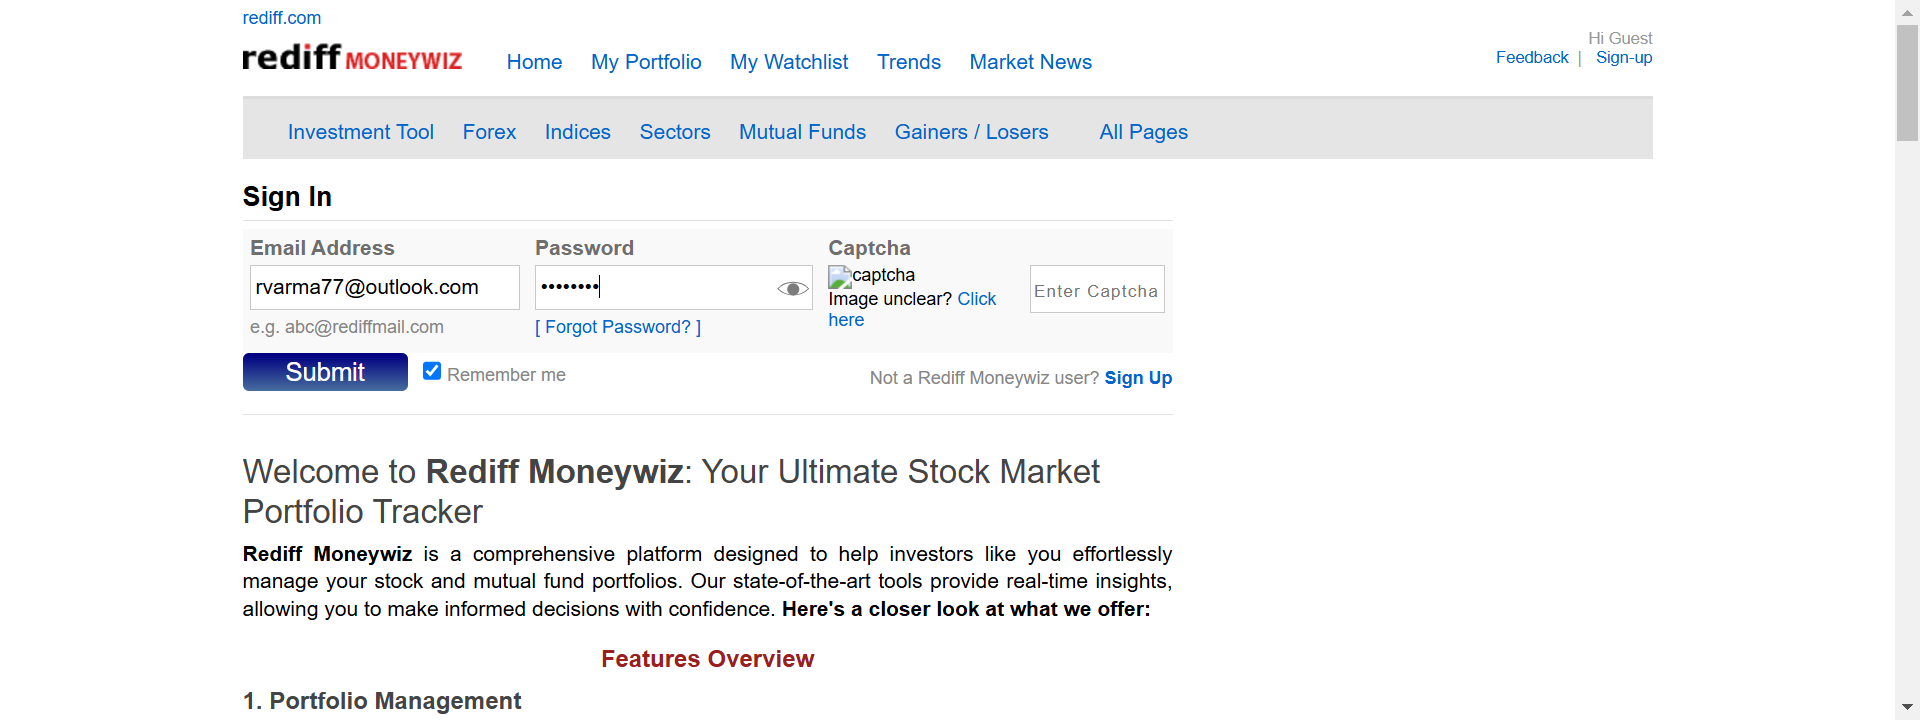 rediff.com
rediff MONEYWIZ Home My Portfolio My Watchlist Trends Market News
Hi Guest
Feedback | Sign-up
Investment Tool Forex Indices Sectors Mutual Funds Gainers / Losers All Pages
Sign In
Email Address Password Captcha
rvarma77@outlook.com •••••••• captcha Enter Captcha
Image unclear? Click
here
e.g. abc@rediffmail.com [ Forgot Password? ]
Submit Remember me Not a Rediff Moneywiz user? Sign Up
Welcome to Rediff Moneywiz: Your Ultimate Stock Market
Portfolio Tracker
Rediff Moneywiz is a comprehensive platform designed to help investors like you effortlessly
manage your stock and mutual fund portfolios. Our state-of-the-art tools provide real-time insights,
allowing you to make informed decisions with confidence. Here's a closer look at what we offer:
Features Overview
1. Portfolio Management